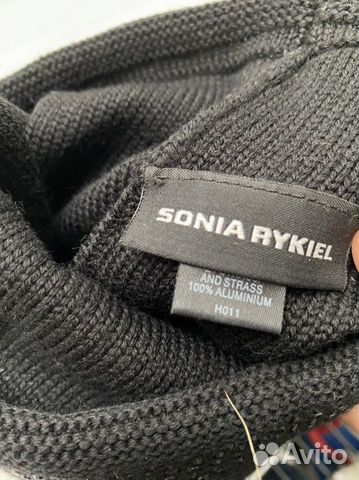 SONIA RYKIEL
AND STRASS
100% ALUMINIUM
H011
Avito